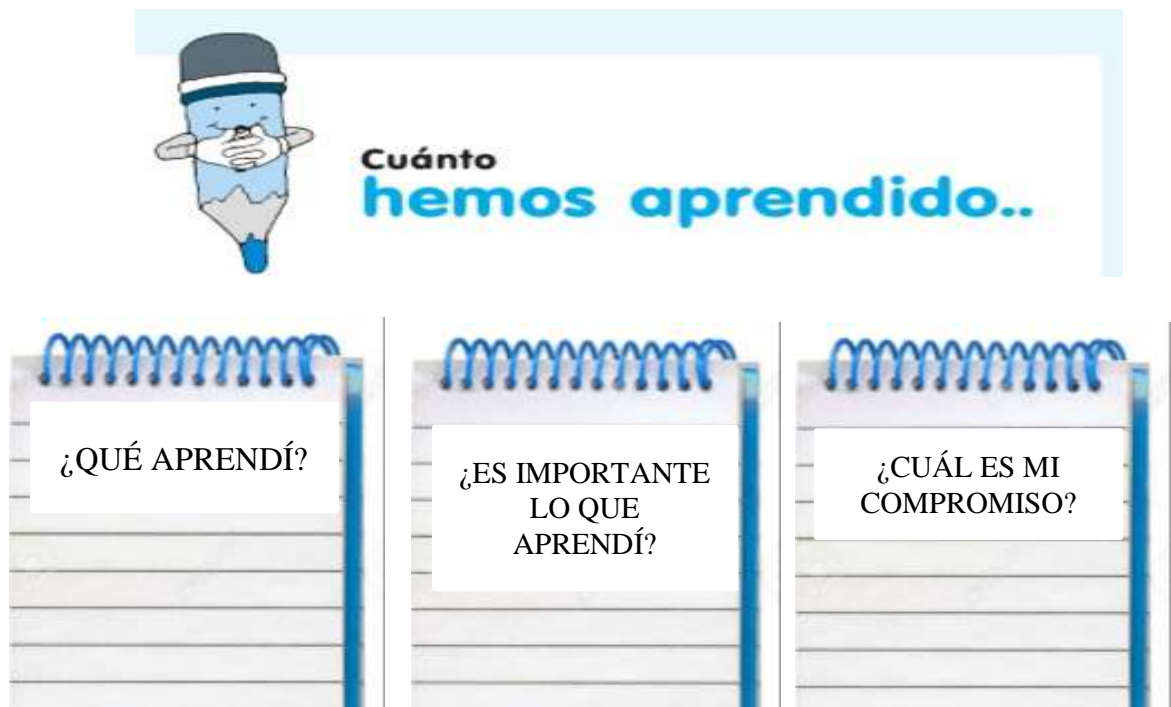 Cuánto
hemos aprendido..
¿QUÉ APRENDÍ?
¿ES IMPORTANTE
LO QUE
APRENDÍ?
¿CUÁL ES MI
COMPROMISO?